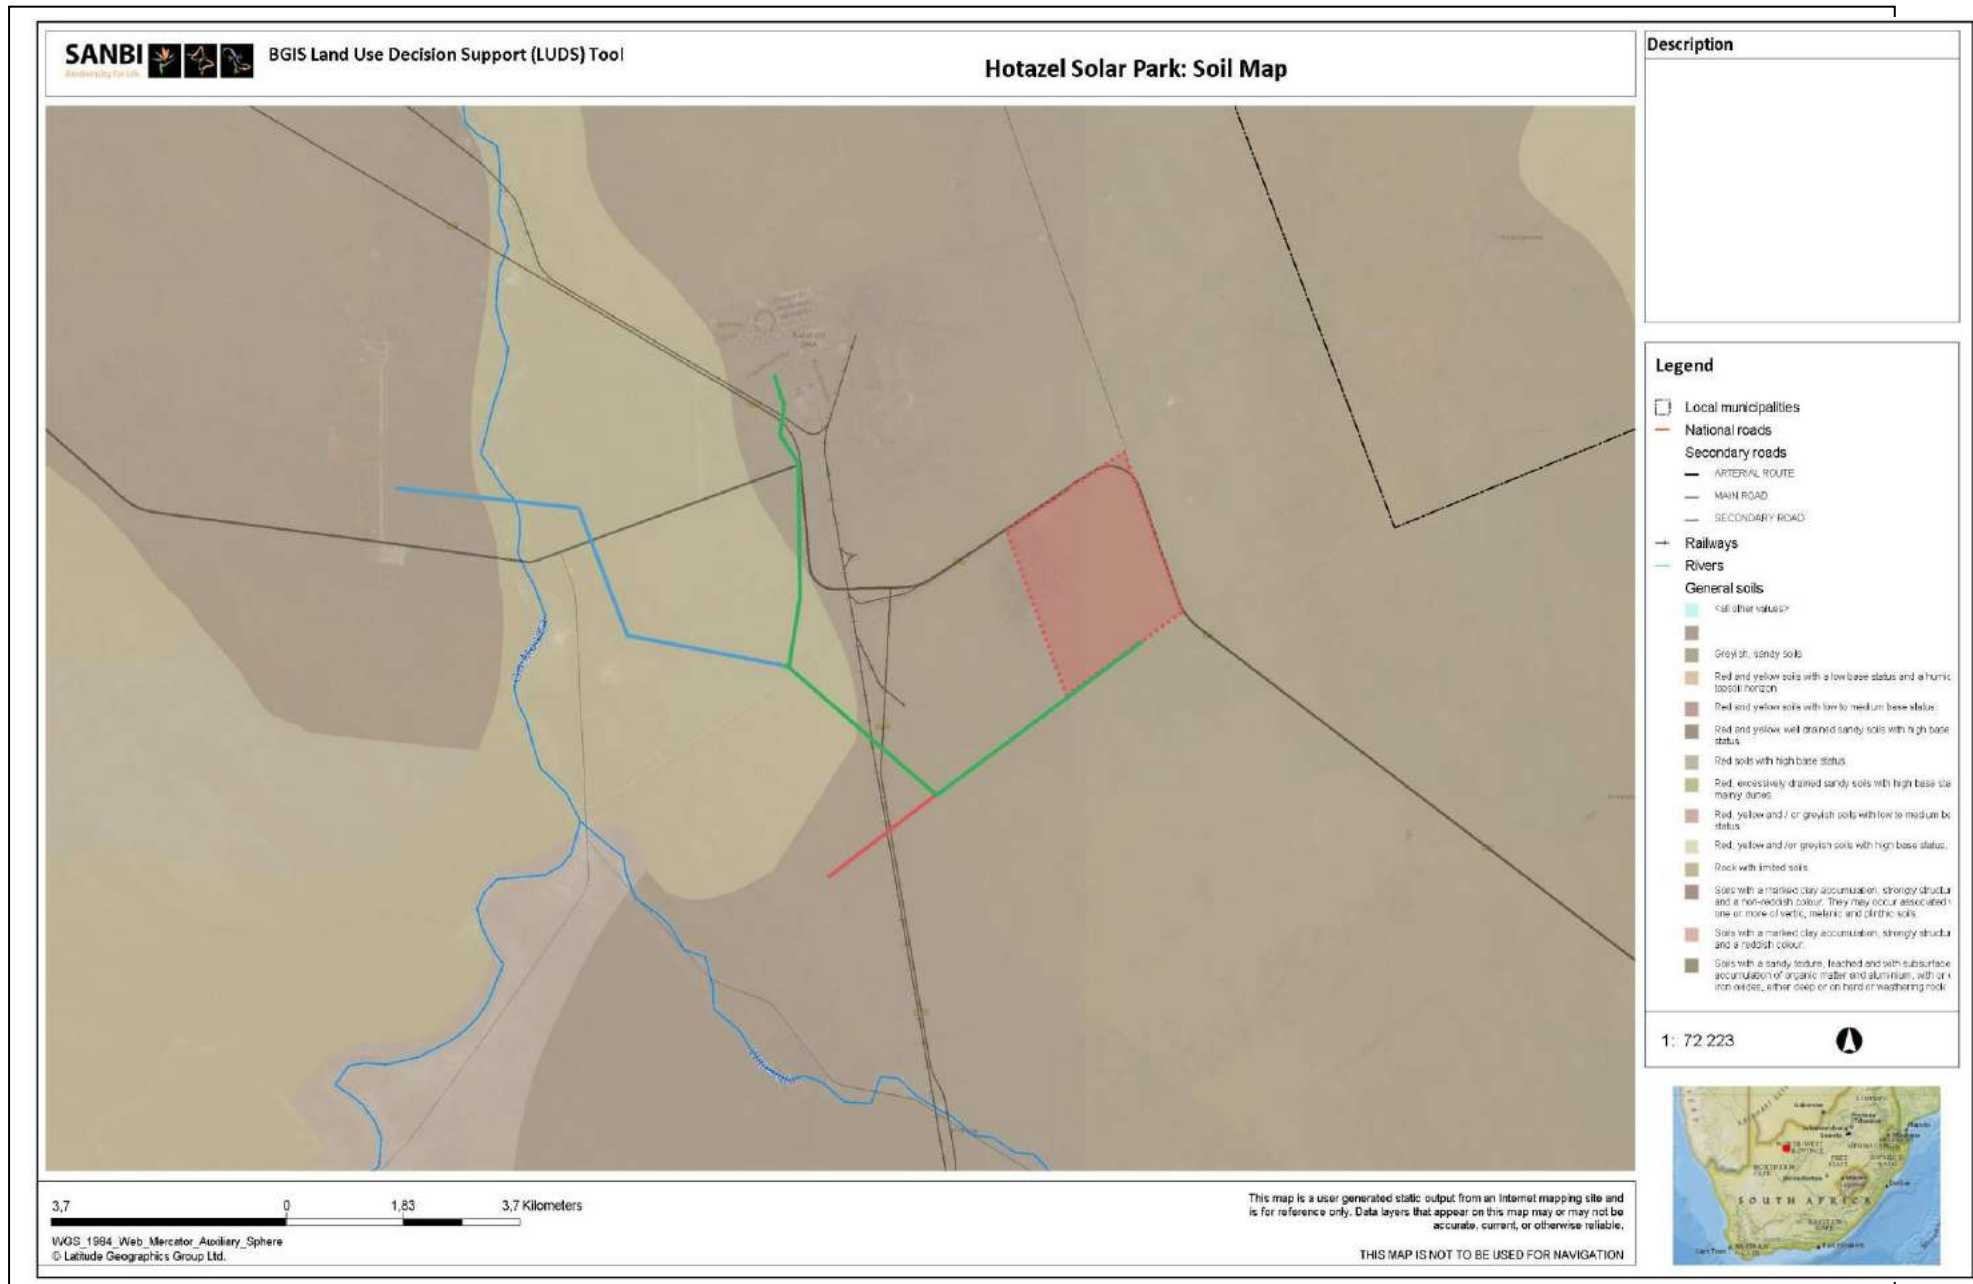 SANBI
Biodiversity for Life
BGIS Land Use Decision Support (LUDS) Tool
Hotazel Solar Park: Soil Map
Description
Legend
Local municipalities
National roads
Secondary roads
ARTERIAL ROUTE
MAIN ROAD
SECONDARY ROAD
Railways
Rivers
General soils
<all other values>
Greyish, sandy soils
Red and yellow soils with a low base status and a humic
topsoil horizon
Red and yellow soils with low to medium base status
Red and yellow, well drained sandy soils with high base
status
Red soils with high base status
Red, excessively drained sandy soils with high base sta
mainly dunes
Red, yellow and / or greyish soils with low to medium ba
status
Red, yellow and /or greyish soils with high base status.
Rock with limited soils
Soils with a marked clay accumulation, strongly structur
and a non-reddish colour. They may occur associated
one or more of vertic, melanic and plinthic soils.
Soils with a marked clay accumulation, strongly structu
and a reddish colour
Soils with a sandy texture, leached and with subsurface
accumulation of organic matter and aluminium, with or
iron oxides, either deep or on hard or weathering rock
1: 72 223
SOUTH AFRICA
3,7
0
1,83
3,7 Kilometers
WGS_1984_Web_Mercator_Auxiliary_Sphere
© Latitude Geographics Group Ltd.
This map is a user generated static output from an Internet mapping site and
is for reference only. Data layers that appear on this map may or may not be
accurate, current, or otherwise reliable.
THIS MAP IS NOT TO BE USED FOR NAVIGATION